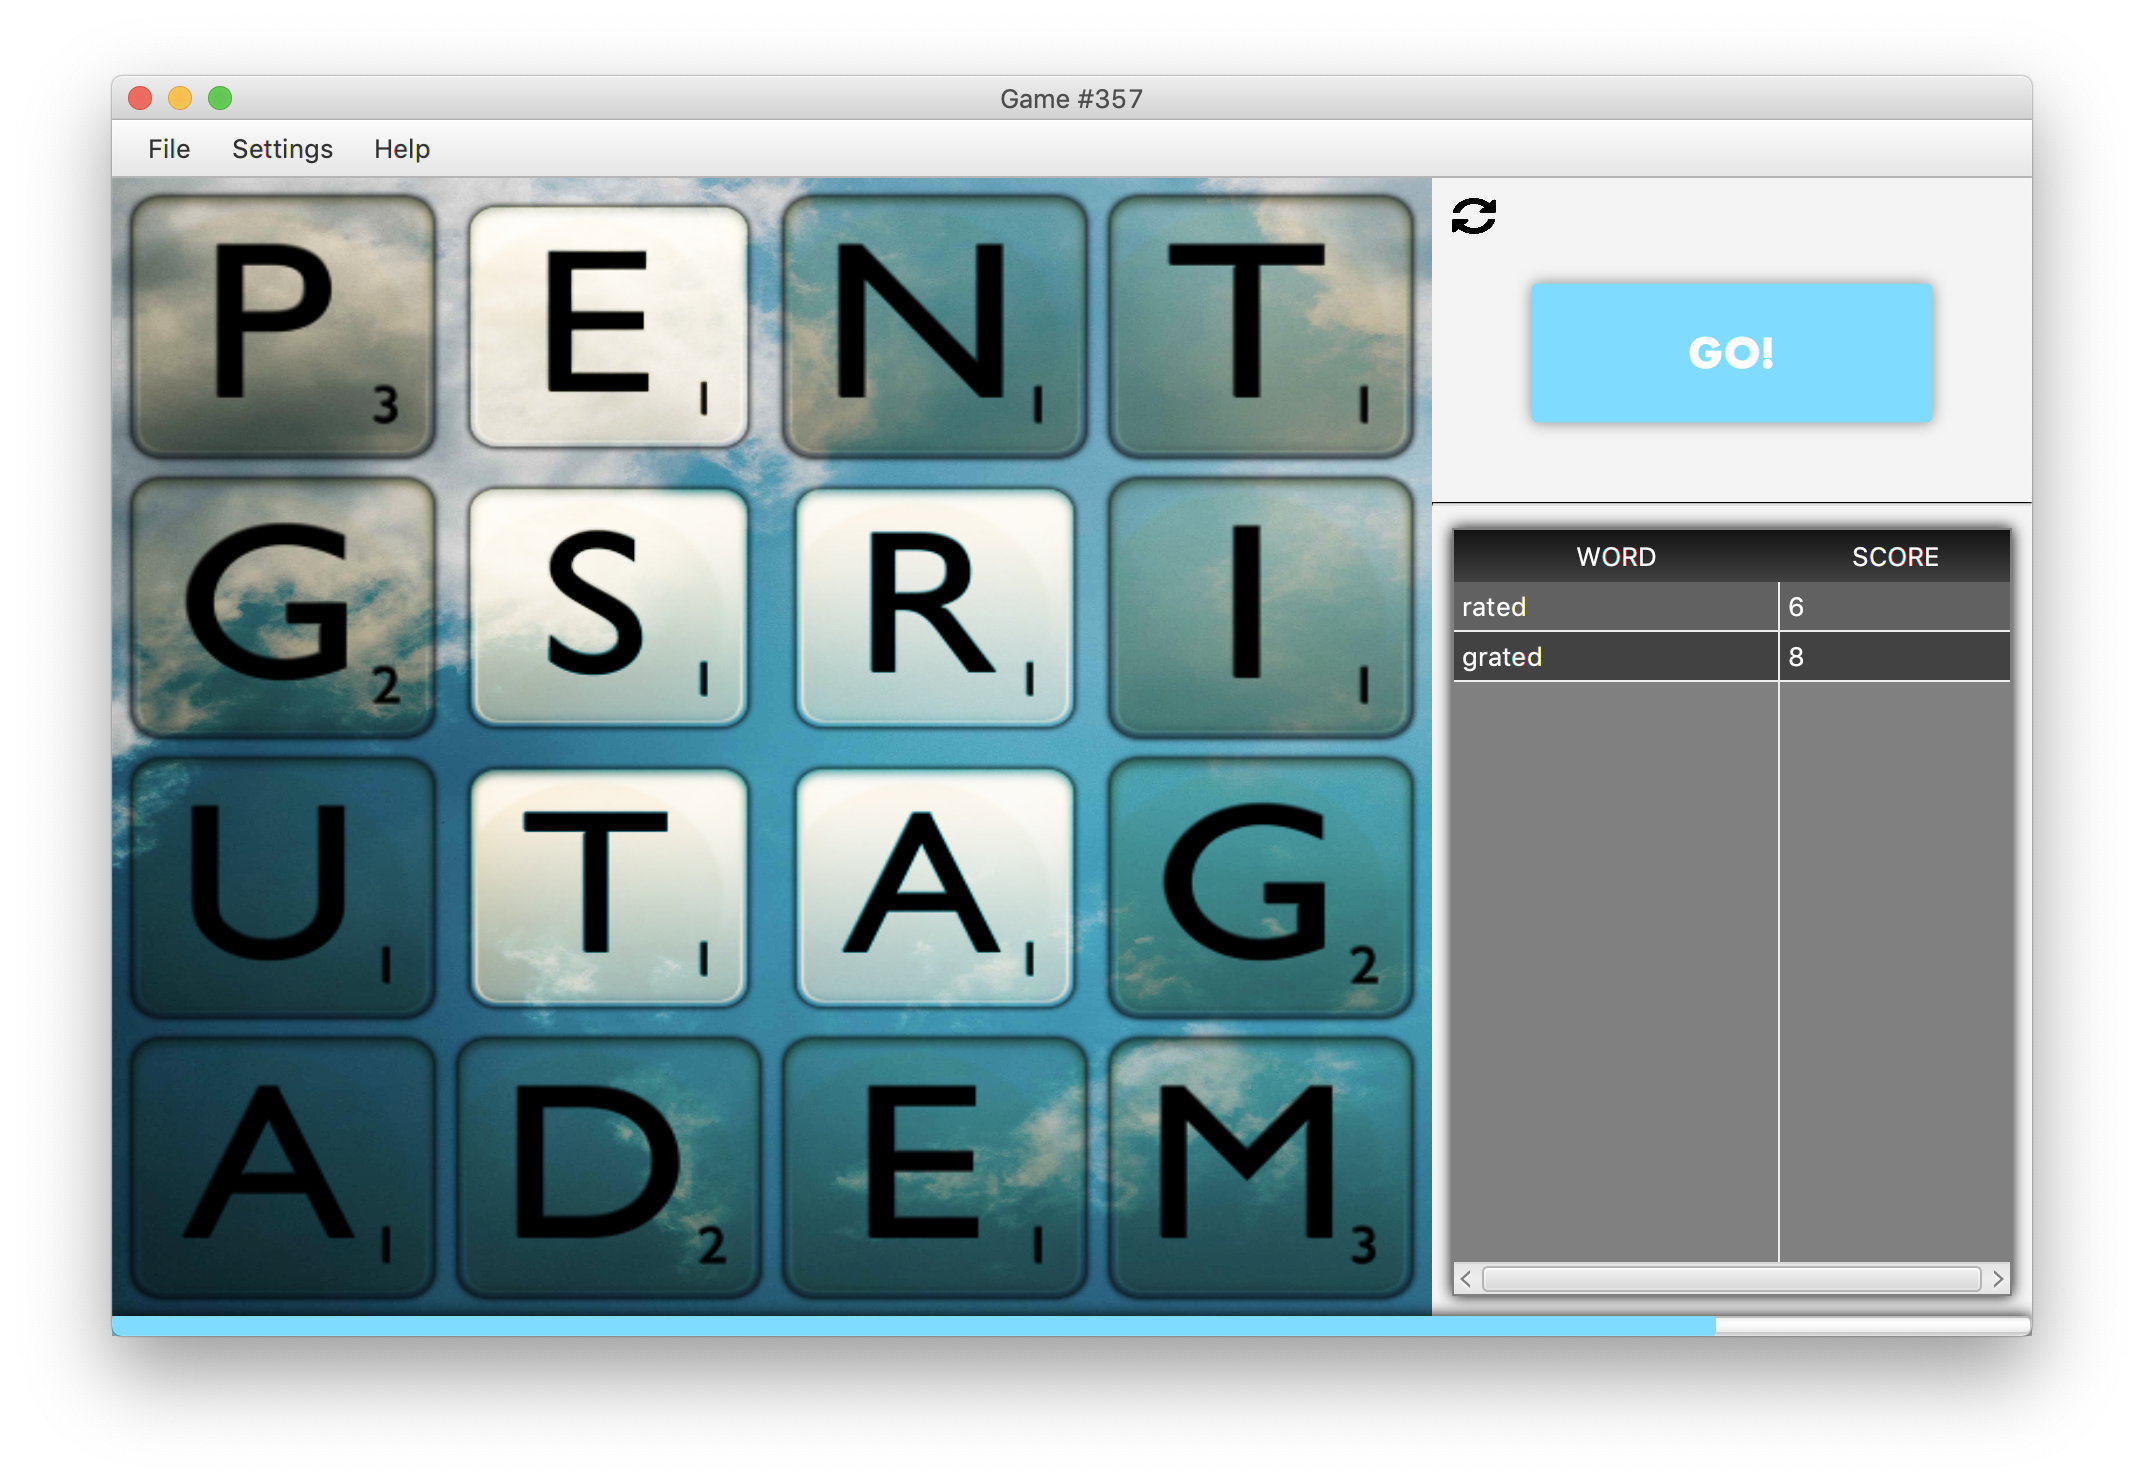 Game #357
File Settings Help
P 3 E 1 N 1 T 1
G 2 S 1 R 1 I 1
U 1 T 1 A 1 G 2
A 1 D 2 E 1 M 3
GO!
WORD SCORE
rated 6
grated 8